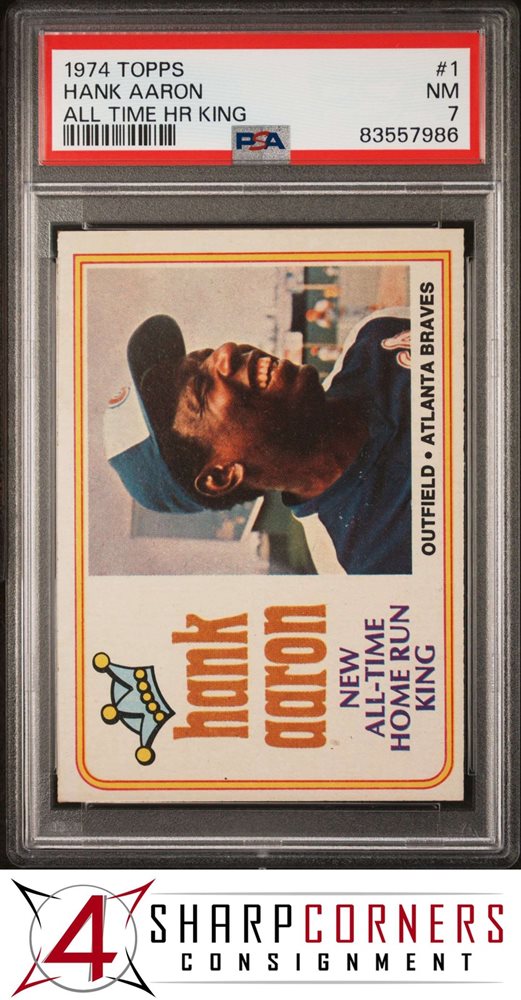 1974 TOPPS #1
HANK AARON NM
ALL TIME HR KING 7
PSA 83557986
hank
aaron
NEW
ALL-TIME
HOME RUN
KING
OUTFIELD • ATLANTA BRAVES
4 SHARPCORNERS
CONSIGNMENT